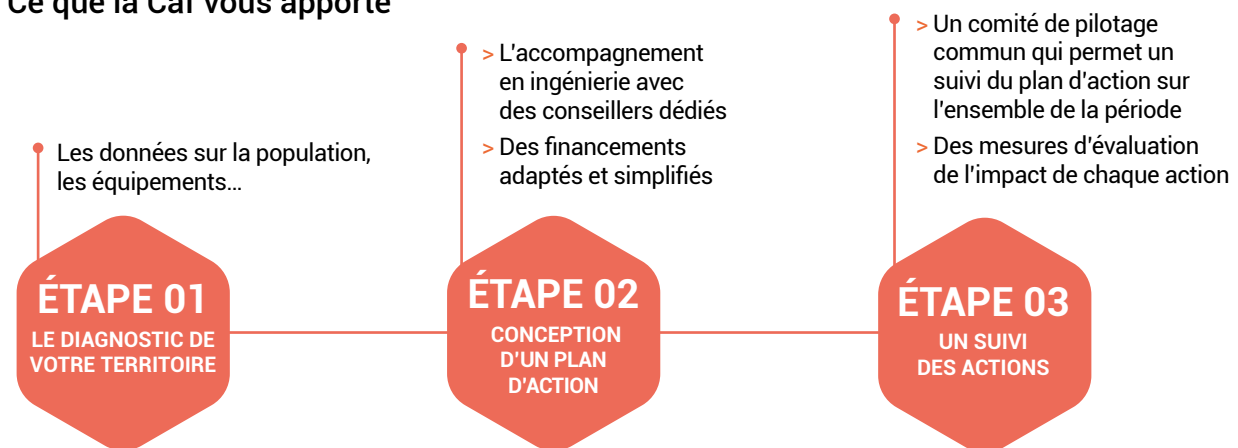 Ce que la Caf vous apporte
Les données sur la population,
les équipements…
ÉTAPE 01
LE DIAGNOSTIC DE
VOTRE TERRITOIRE
> L'accompagnement
en ingénierie avec
des conseillers dédiés
> Des financements
adaptés et simplifiés
ÉTAPE 02
CONCEPTION
D'UN PLAN
D'ACTION
> Un comité de pilotage
commun qui permet un
suivi du plan d'action sur
l'ensemble de la période
> Des mesures d'évaluation
de l'impact de chaque action
ÉTAPE 03
UN SUIVI
DES ACTIONS